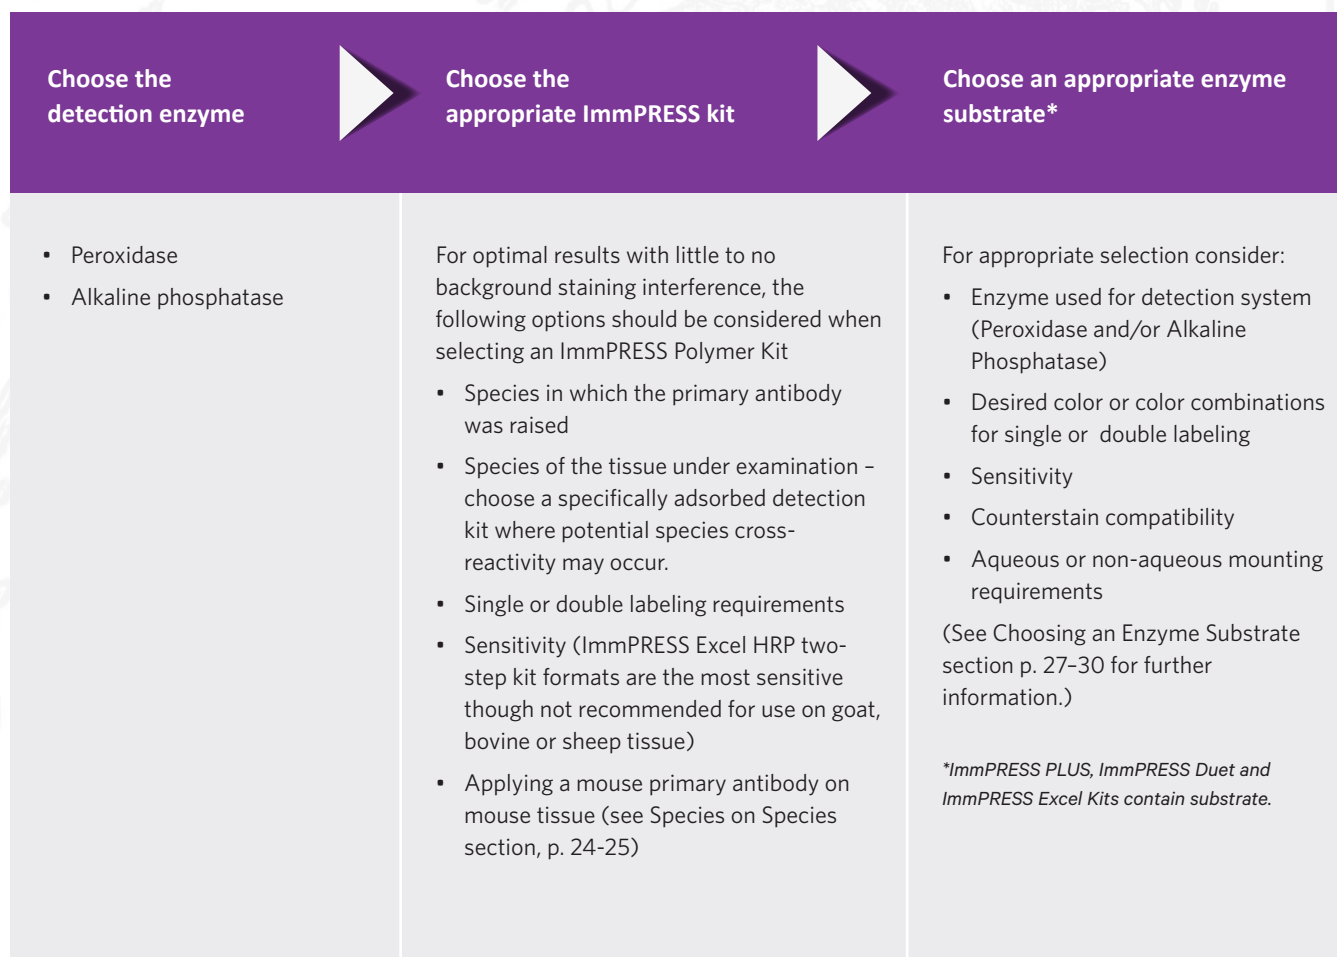 Choose the
detection enzyme
Choose the
appropriate ImmPRESS kit
Choose an appropriate enzyme
substrate*
• Peroxidase
• Alkaline phosphatase
For optimal results with little to no
background staining interference, the
following options should be considered when
selecting an ImmPRESS Polymer Kit
• Species in which the primary antibody
was raised
• Species of the tissue under examination –
choose a specifically adsorbed detection
kit where potential species cross-
reactivity may occur.
• Single or double labeling requirements
• Sensitivity (ImmPRESS Excel HRP two-
step kit formats are the most sensitive
though not recommended for use on goat,
bovine or sheep tissue)
• Applying a mouse primary antibody on
mouse tissue (see Species on Species
section, p. 24-25)
For appropriate selection consider:
• Enzyme used for detection system
(Peroxidase and/or Alkaline
Phosphatase)
• Desired color or color combinations
for single or double labeling
• Sensitivity
• Counterstain compatibility
• Aqueous or non-aqueous mounting
requirements
(See Choosing an Enzyme Substrate
section p. 27–30 for further
information.)
*ImmPRESS PLUS, ImmPRESS Duet and
ImmPRESS Excel Kits contain substrate.